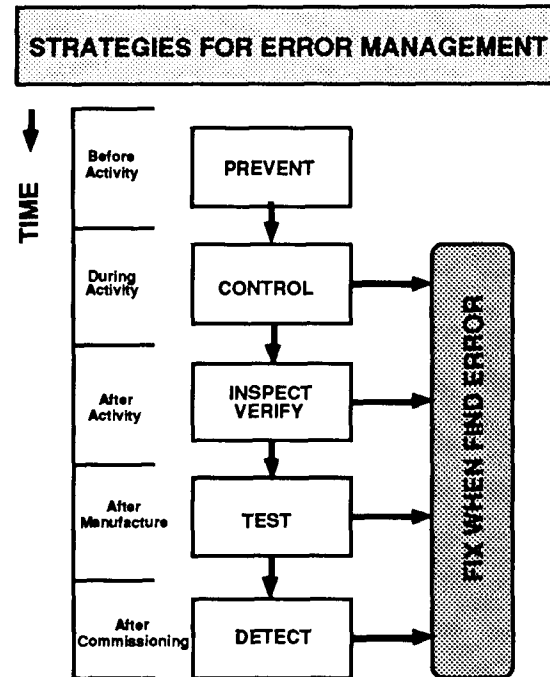 STRATEGIES FOR ERROR MANAGEMENT
TIME
Before
Activity
PREVENT
During
Activity
CONTROL
After
Activity
INSPECT
VERIFY
After
Manufacture
TEST
After
Commissioning
DETECT
FIX WHEN FIND ERROR